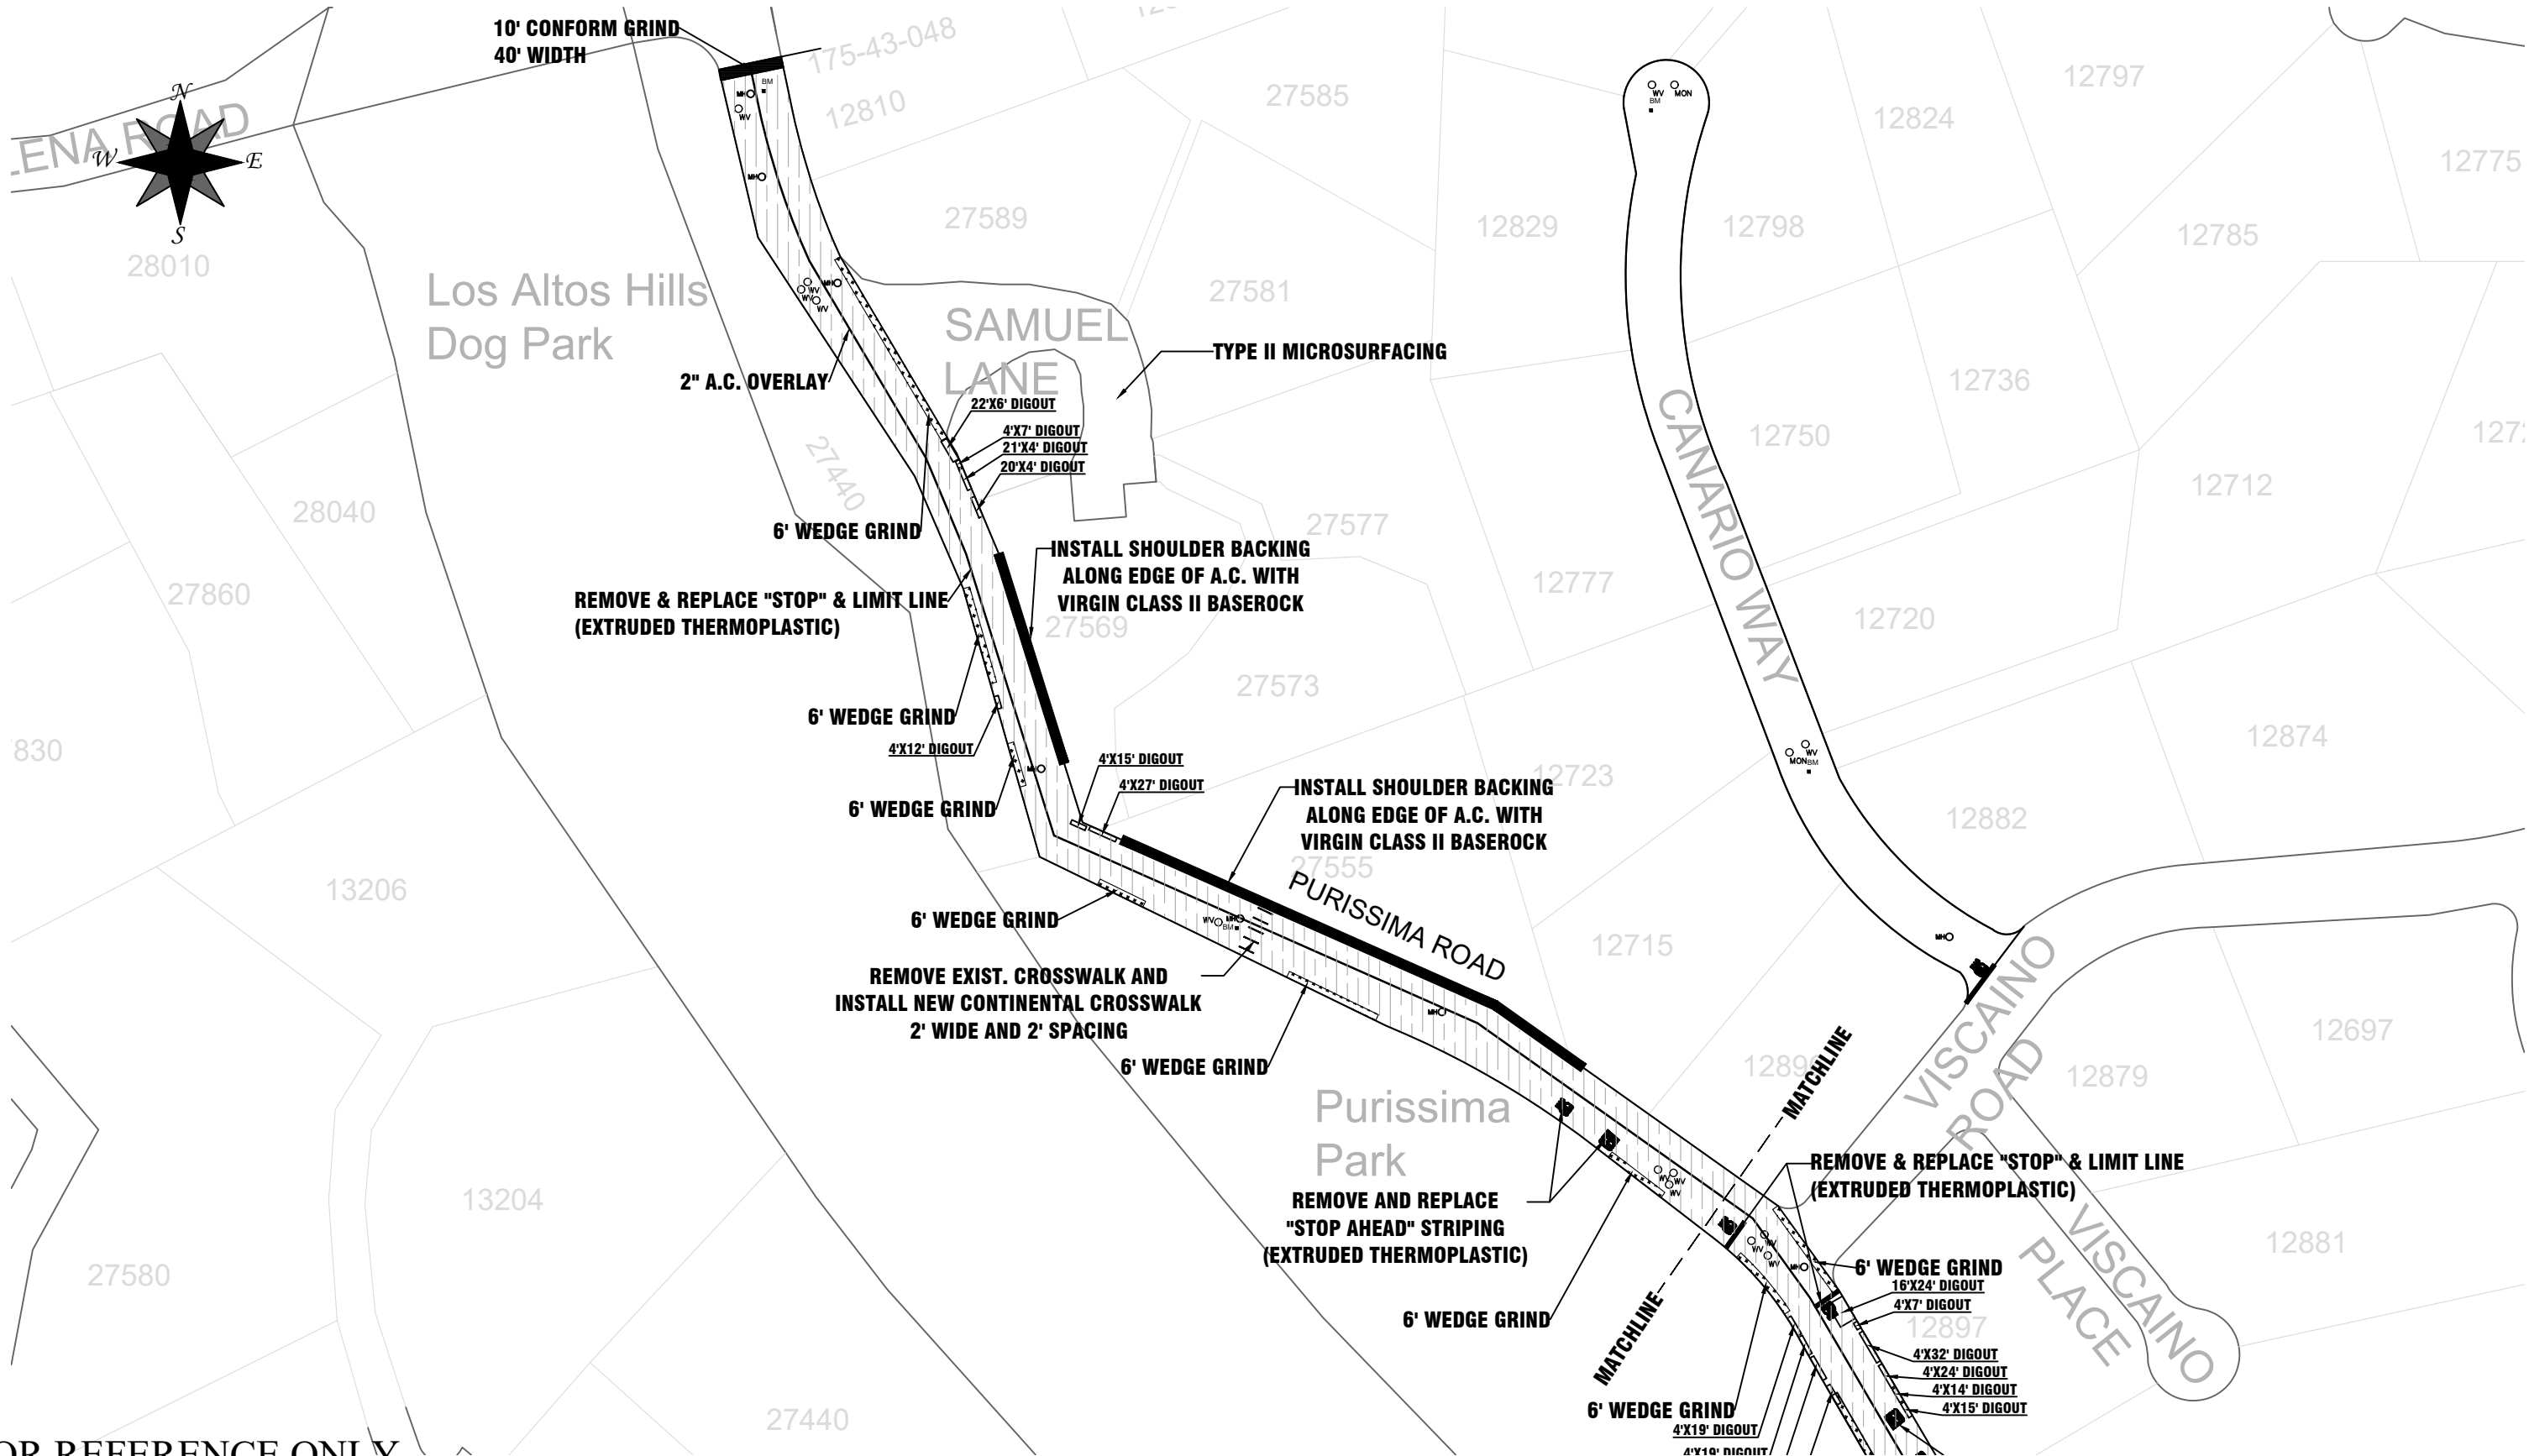 10' CONFORM GRIND
40' WIDTH
175-43-048
12810
27585
12797
12824
12775
N
W
E
S
ROAD
28010
27589
12829
12798
12785
Los Altos Hills
Dog Park
27581
SAMUEL
LANE
TYPE II MICROSURFACING
2" A.C. OVERLAY
12736
22'X6' DIGOUT
4'X7' DIGOUT
21'X4' DIGOUT
20'X4' DIGOUT
CANARIO WAY
12750
27440
28040
27577
12712
6' WEDGE GRIND
INSTALL SHOULDER BACKING
ALONG EDGE OF A.C. WITH
VIRGIN CLASS II BASEROCK
27860
REMOVE & REPLACE "STOP" & LIMIT LINE
(EXTRUDED THERMOPLASTIC)
27569
12777
12720
27573
6' WEDGE GRIND
4'X12' DIGOUT
830
12874
4'X15' DIGOUT
4'X27' DIGOUT
12723
INSTALL SHOULDER BACKING
ALONG EDGE OF A.C. WITH
VIRGIN CLASS II BASEROCK
6' WEDGE GRIND
12882
27555
13206
PURISSIMA ROAD
6' WEDGE GRIND
12715
REMOVE EXIST. CROSSWALK AND
INSTALL NEW CONTINENTAL CROSSWALK
2' WIDE AND 2' SPACING
VISCAINO
ROAD
12697
6' WEDGE GRIND
12879
MATCHLINE
Purissima
Park
REMOVE & REPLACE "STOP" & LIMIT LINE
(EXTRUDED THERMOPLASTIC)
13204
REMOVE AND REPLACE
"STOP AHEAD" STRIPING
(EXTRUDED THERMOPLASTIC)
VISCAINO
PLACE
12881
27580
6' WEDGE GRIND
16'X24' DIGOUT
4'X7' DIGOUT
6' WEDGE GRIND
12897
MATCHLINE
4'X32' DIGOUT
4'X24' DIGOUT
4'X14' DIGOUT
4'X15' DIGOUT
27440
6' WEDGE GRIND
4'X19' DIGOUT
4'X19' DIGOUT
OR REFERENCE ONLY
MH
WV
BM
MON